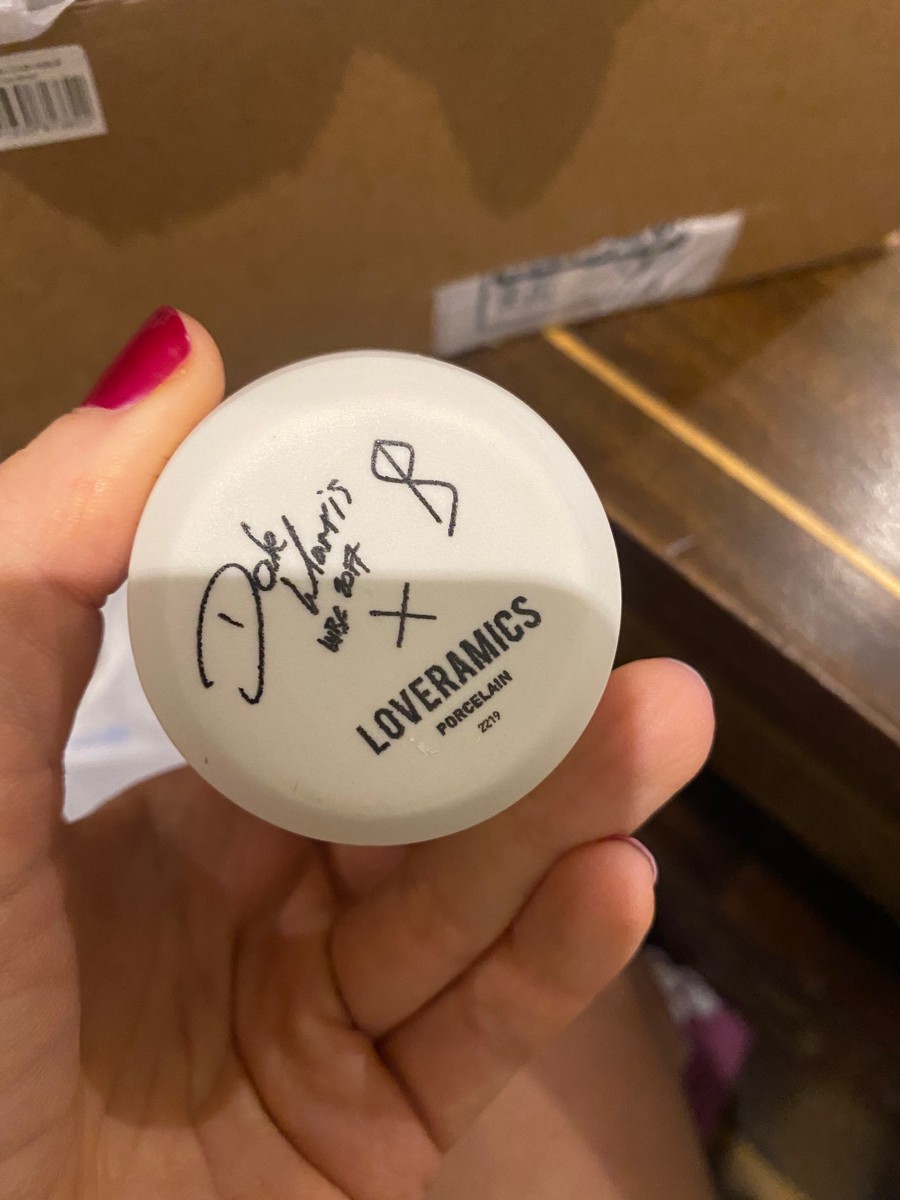 Dale
Harris
WBC 2017
X
LOVERAMICS
PORCELAIN
2219